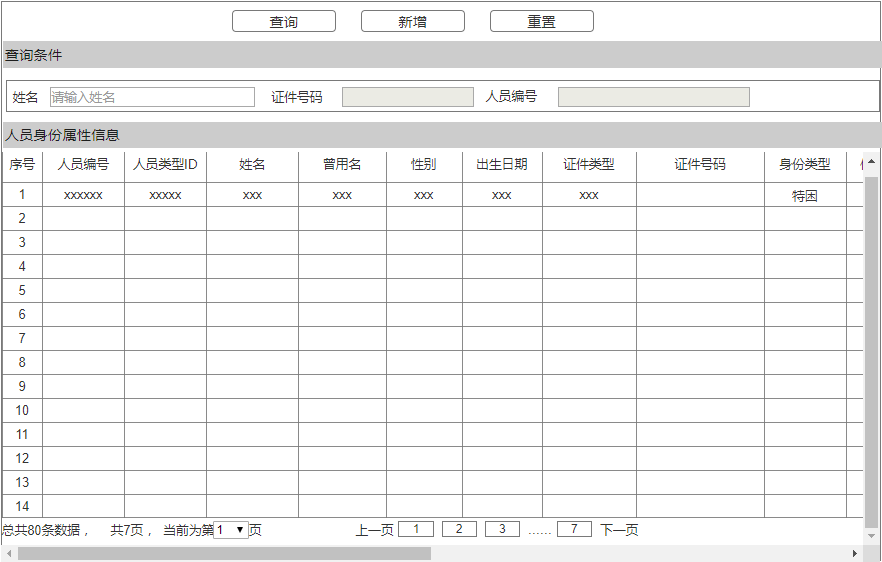 查询 新增 重置
查询条件
姓名 请输入姓名 证件号码 人员编号
人员身份属性信息
序号 人员编号 人员类型ID 姓名 曾用名 性别 出生日期 证件类型 证件号码 身份类型
1 xxxxxx xxxxx xxx xxx xxx xxx xxx 特困
2
3
4
5
6
7
8
9
10
11
12
13
14
总共80条数据， 共7页， 当前为第 1 页 上一页 1 2 3 …… 7 下一页